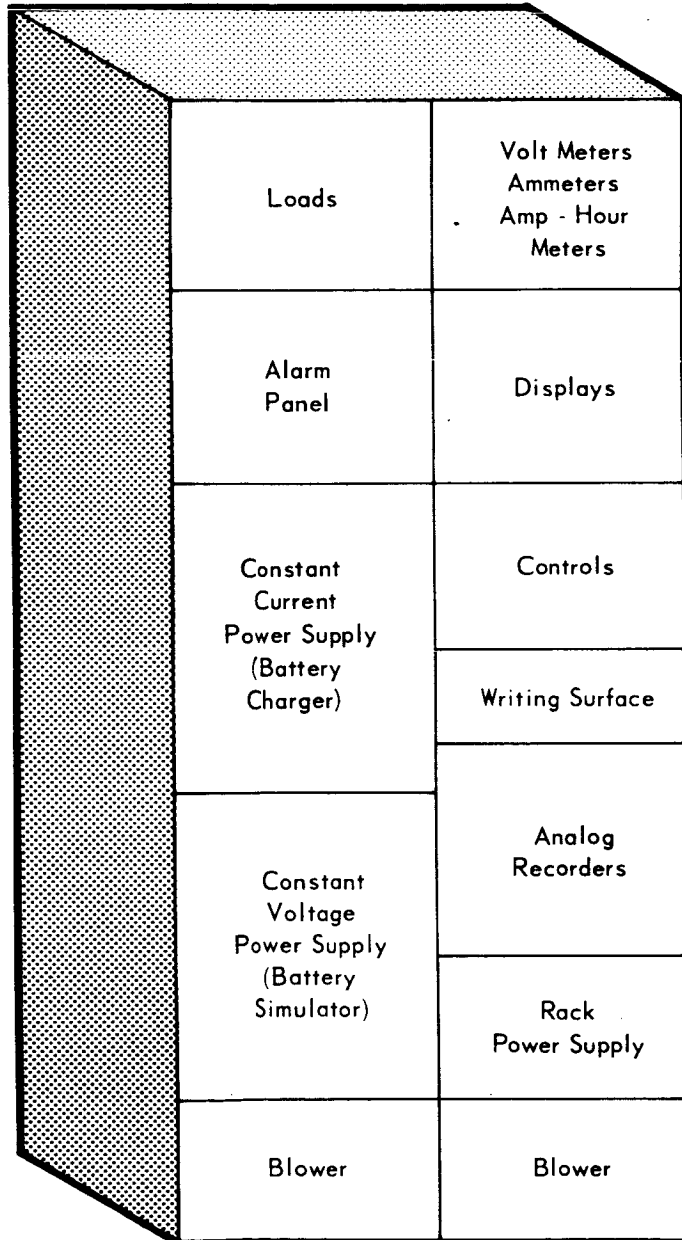 Loads
Volt Meters
Ammeters
Amp - Hour
Meters
Alarm
Panel
Displays
Constant
Current
Power Supply
(Battery
Charger)
Controls
Writing Surface
Analog
Recorders
Constant
Voltage
Power Supply
(Battery
Simulator)
Rack
Power Supply
Blower
Blower